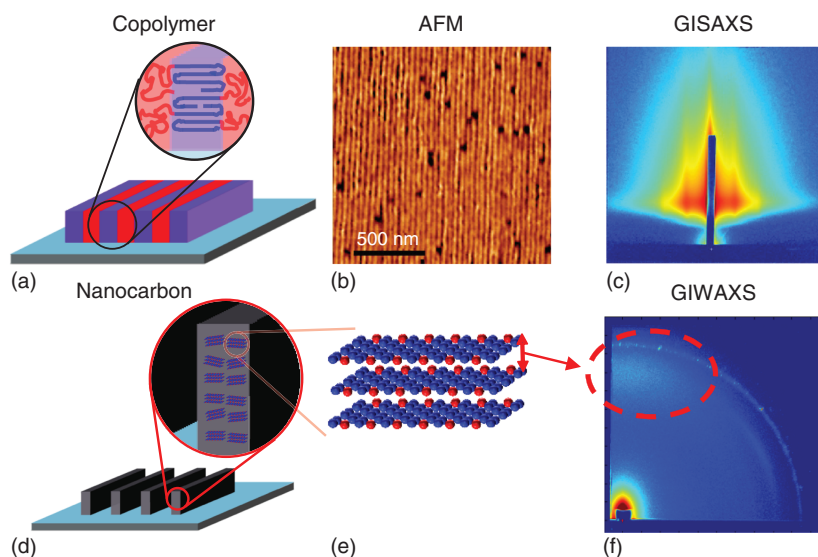 Copolymer
AFM
GISAXS
500 nm
(a)
(b)
(c)
Nanocarbon
GIWAXS
(d)
(e)
(f)